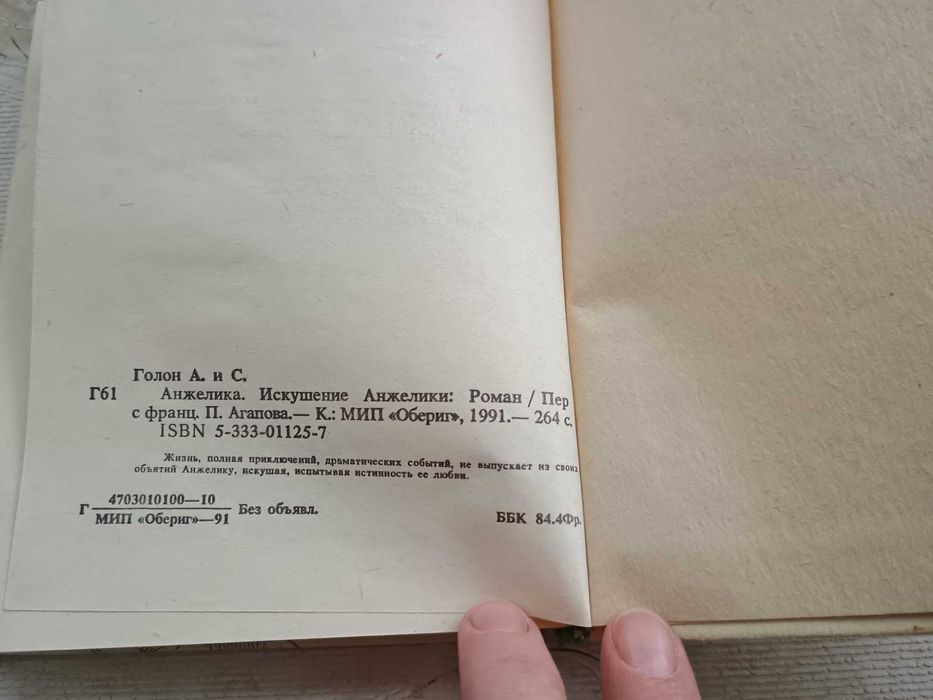 Голон А. и С.
Г61 Анжелика. Искушение Анжелики: Роман / Пер
с франц. П. Агапова.— К.: МИП «Обериг», 1991.— 264 с.
ISBN 5-333-01125-7
Жизнь, полная приключений, драматических событий, не выпускает из своих
объятий Анжелику, искушая, испытывая истинность ее любви.
Г 4703010100—10
МИП «Обериг»—91
Без объявл.
ББК 84.4Фр.